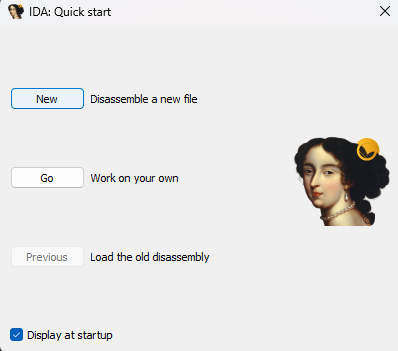 IDA: Quick start
New Disassemble a new file
Go Work on your own
Previous Load the old disassembly
Display at startup